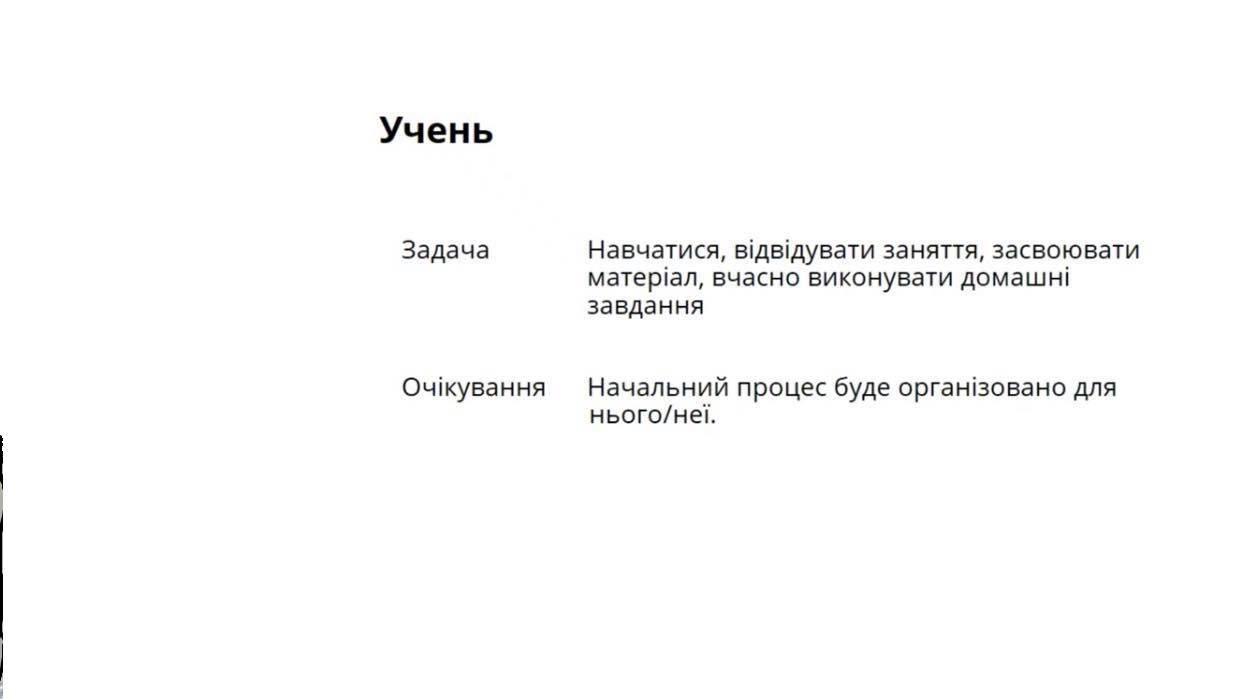 Учень
Задача
Навчатися, відвідувати заняття, засвоювати
матеріал, вчасно виконувати домашні
завдання
Очікування
Начальний процес буде організовано для
нього/неї.